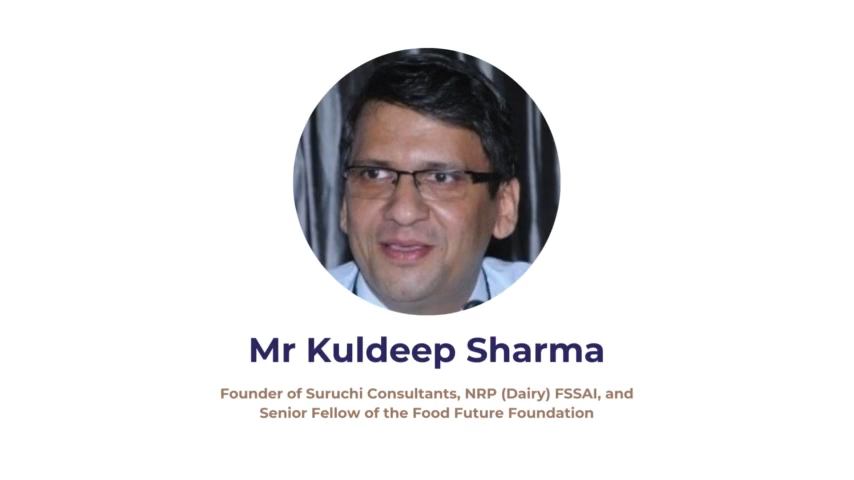 Mr Kuldeep Sharma
Founder of Suruchi Consultants, NRP (Dairy) FSSAI, and
Senior Fellow of the Food Future Foundation